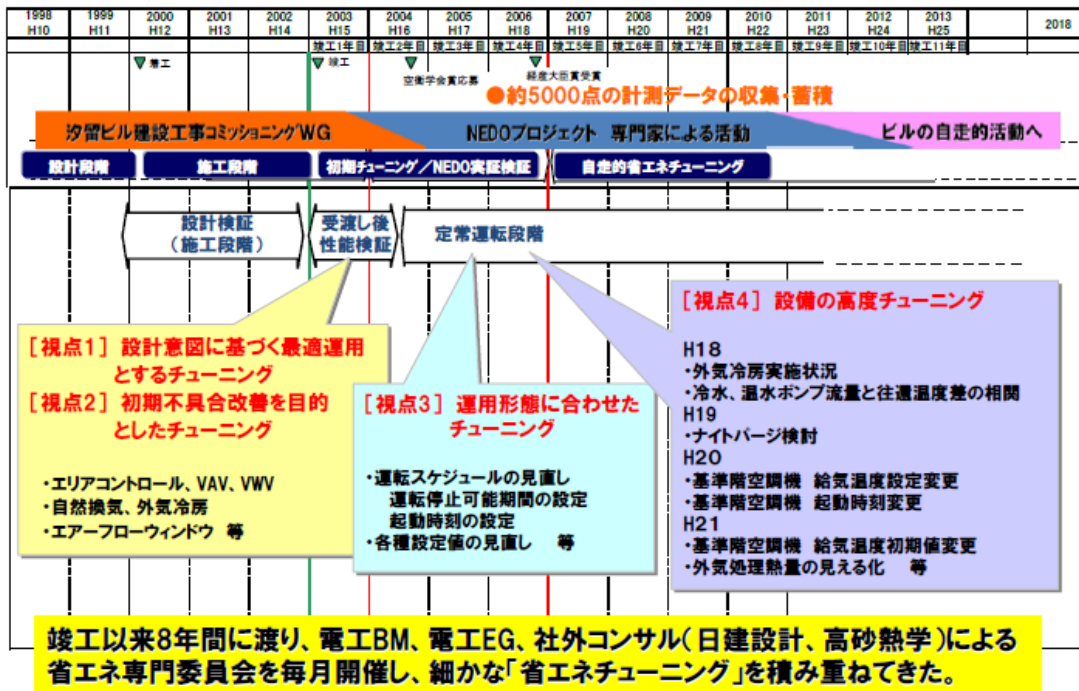 1998 1999 2000 2001 2002 2003 2004 2005 2006 2007 2008 2009 2010 2011 2012 2013 2018
H10 H11 H12 H13 H14 H15 H16 H17 H18 H19 H20 H21 H22 H23 H24 H25
竣工1年目 竣工2年目 竣工3年目 竣工4年目 竣工5年目 竣工6年目 竣工7年目 竣工8年目 竣工9年目 竣工10年目 竣工11年目
▼着工 ▼竣工
空衛学会賞応募 経産大臣賞受賞
●約5000点の計測データの収集・蓄積
汐留ビル建設工事コミッショニングWG NEDOプロジェクト 専門家による活動 ビルの自走的活動へ
設計段階 施工段階 初期チューニング/NEDO実証検証 自走的省エネチューニング
設計検証
(施工段階)
受渡し後
性能検証
定常運転段階
[視点1] 設計意図に基づく最適運用
とするチューニング
[視点2] 初期不具合改善を目的
としたチューニング
・エリアコントロール、VAV、VWV
・自然換気、外気冷房
・エアーフローウィンドウ 等
[視点3] 運用形態に合わせた
チューニング
・運転スケジュールの見直し
運転停止可能期間の設定
起動時刻の設定
・各種設定値の見直し 等
[視点4] 設備の高度チューニング
H18
・外気冷房実施状況
・冷水、温水ポンプ流量と往還温度差の相関
H19
・ナイトパージ検討
H20
・基準階空調機 給気温度設定変更
・基準階空調機 起動時刻変更
H21
・基準階空調機 給気温度初期値変更
・外気処理熱量の見える化 等
竣工以来8年間に渡り、電工BM、電工EG、社外コンサル(日建設計、高砂熱学)による
省エネ専門委員会を毎月開催し、細かな「省エネチューニング」を積み重ねてきた。